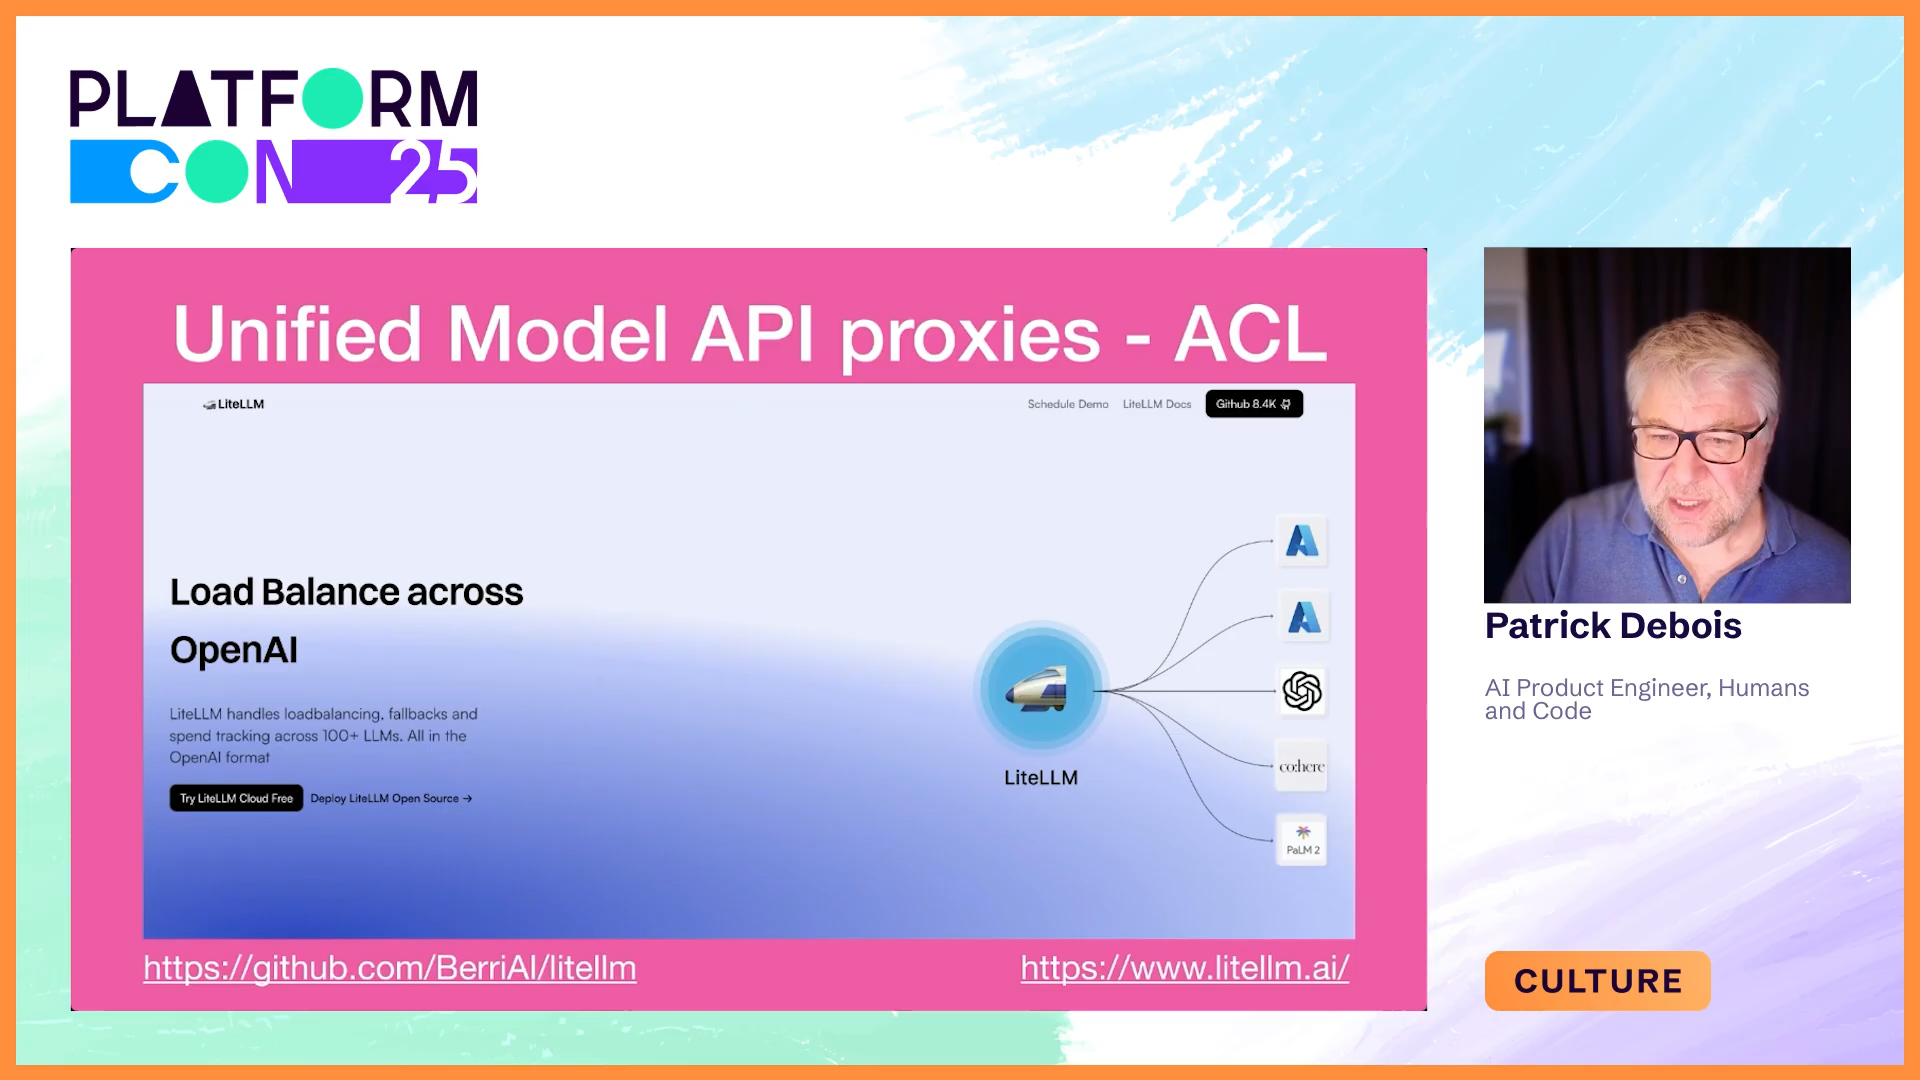 PLATFORM
CON 25
Unified Model API proxies - ACL
LiteLLM
Schedule Demo
LiteLLM Docs
Github 8.4K
Load Balance across
OpenAI
LiteLLM handles loadbalancing, fallbacks and
spend tracking across 100+ LLMs. All in the
OpenAI format
Try LiteLLM Cloud Free
Deploy LiteLLM Open Source →
LiteLLM
co:here
PaLM 2
https://github.com/BerriAI/litellm
https://www.litellm.ai/
Patrick Debois
AI Product Engineer, Humans
and Code
CULTURE